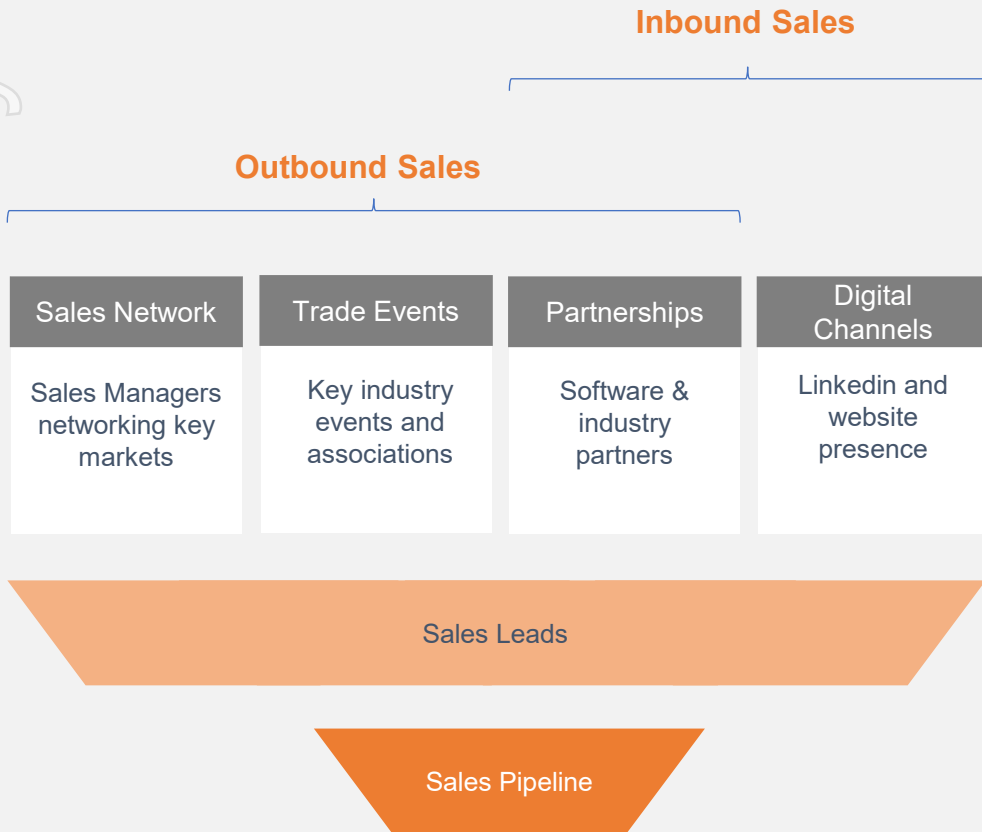 Inbound Sales
Outbound Sales
Sales Network
Sales Managers
networking key
markets
Trade Events
Key industry
events and
associations
Partnerships
Software &
industry
partners
Digital
Channels
Linkedin and
website
presence
Sales Leads
Sales Pipeline